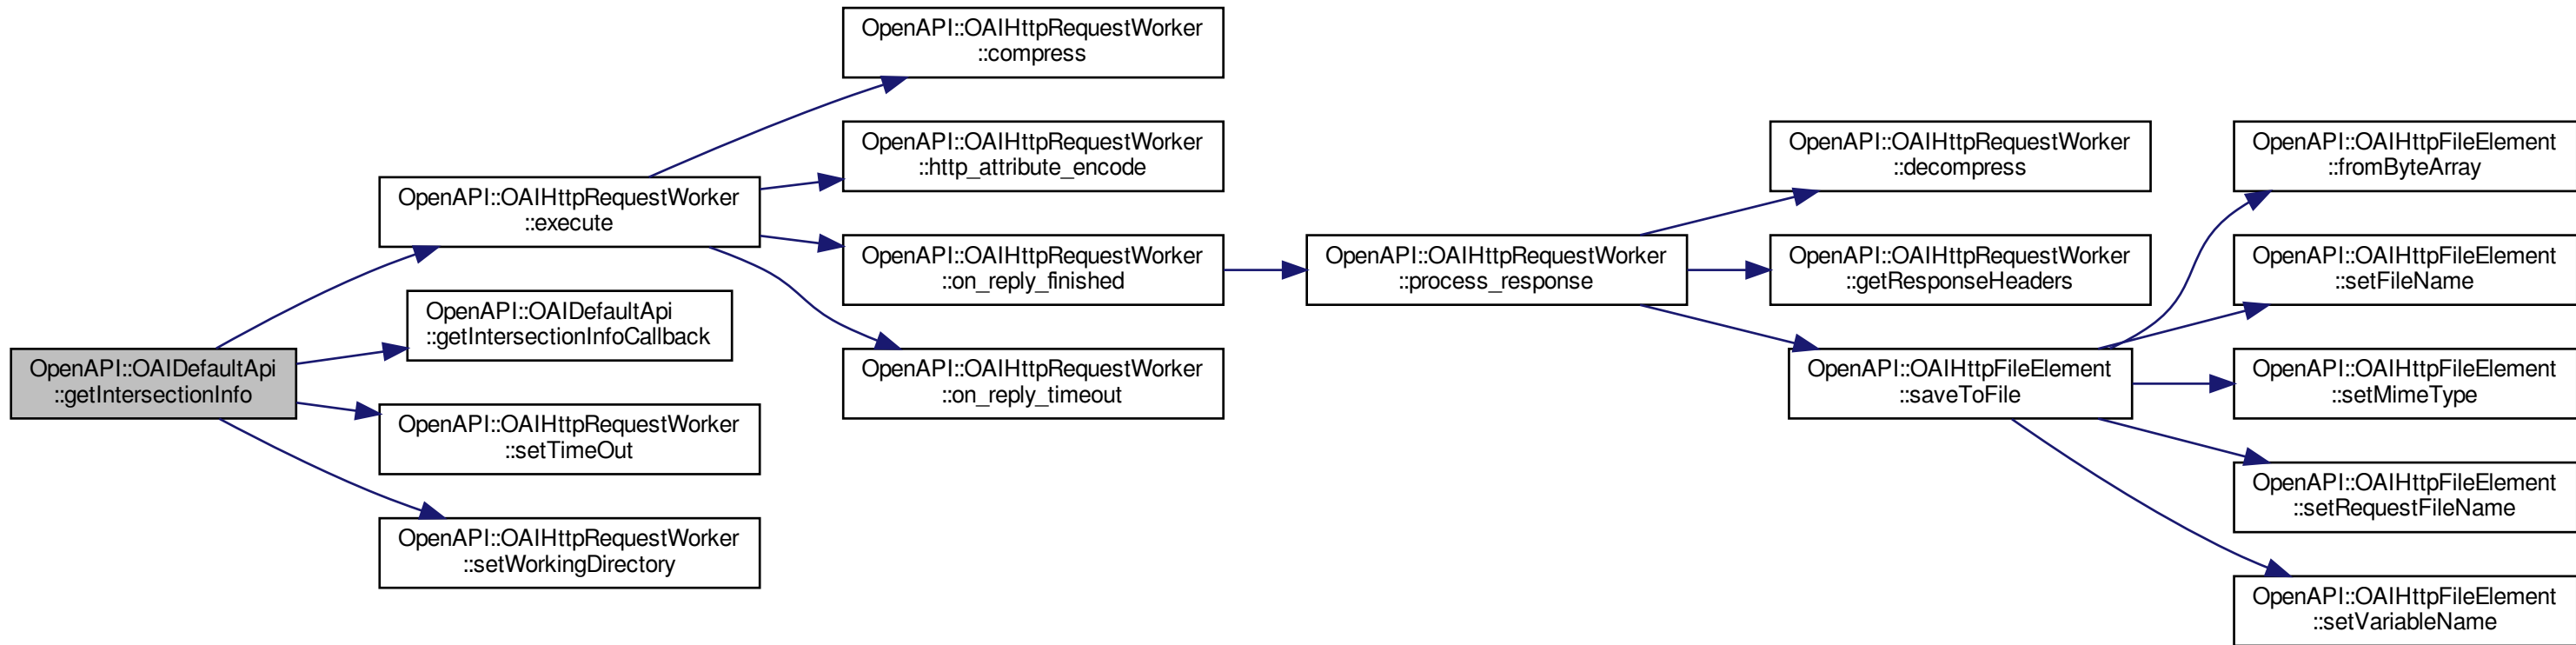 OpenAPI::OAIDefaultApi
::getIntersectionInfo
OpenAPI::OAIHttpRequestWorker
::execute
OpenAPI::OAIDefaultApi
::getIntersectionInfoCallback
OpenAPI::OAIHttpRequestWorker
::setTimeOut
OpenAPI::OAIHttpRequestWorker
::setWorkingDirectory
OpenAPI::OAIHttpRequestWorker
::compress
OpenAPI::OAIHttpRequestWorker
::http_attribute_encode
OpenAPI::OAIHttpRequestWorker
::on_reply_finished
OpenAPI::OAIHttpRequestWorker
::on_reply_timeout
OpenAPI::OAIHttpRequestWorker
::process_response
OpenAPI::OAIHttpRequestWorker
::decompress
OpenAPI::OAIHttpRequestWorker
::getResponseHeaders
OpenAPI::OAIHttpFileElement
::saveToFile
OpenAPI::OAIHttpFileElement
::fromByteArray
OpenAPI::OAIHttpFileElement
::setFileName
OpenAPI::OAIHttpFileElement
::setMimeType
OpenAPI::OAIHttpFileElement
::setRequestFileName
OpenAPI::OAIHttpFileElement
::setVariableName